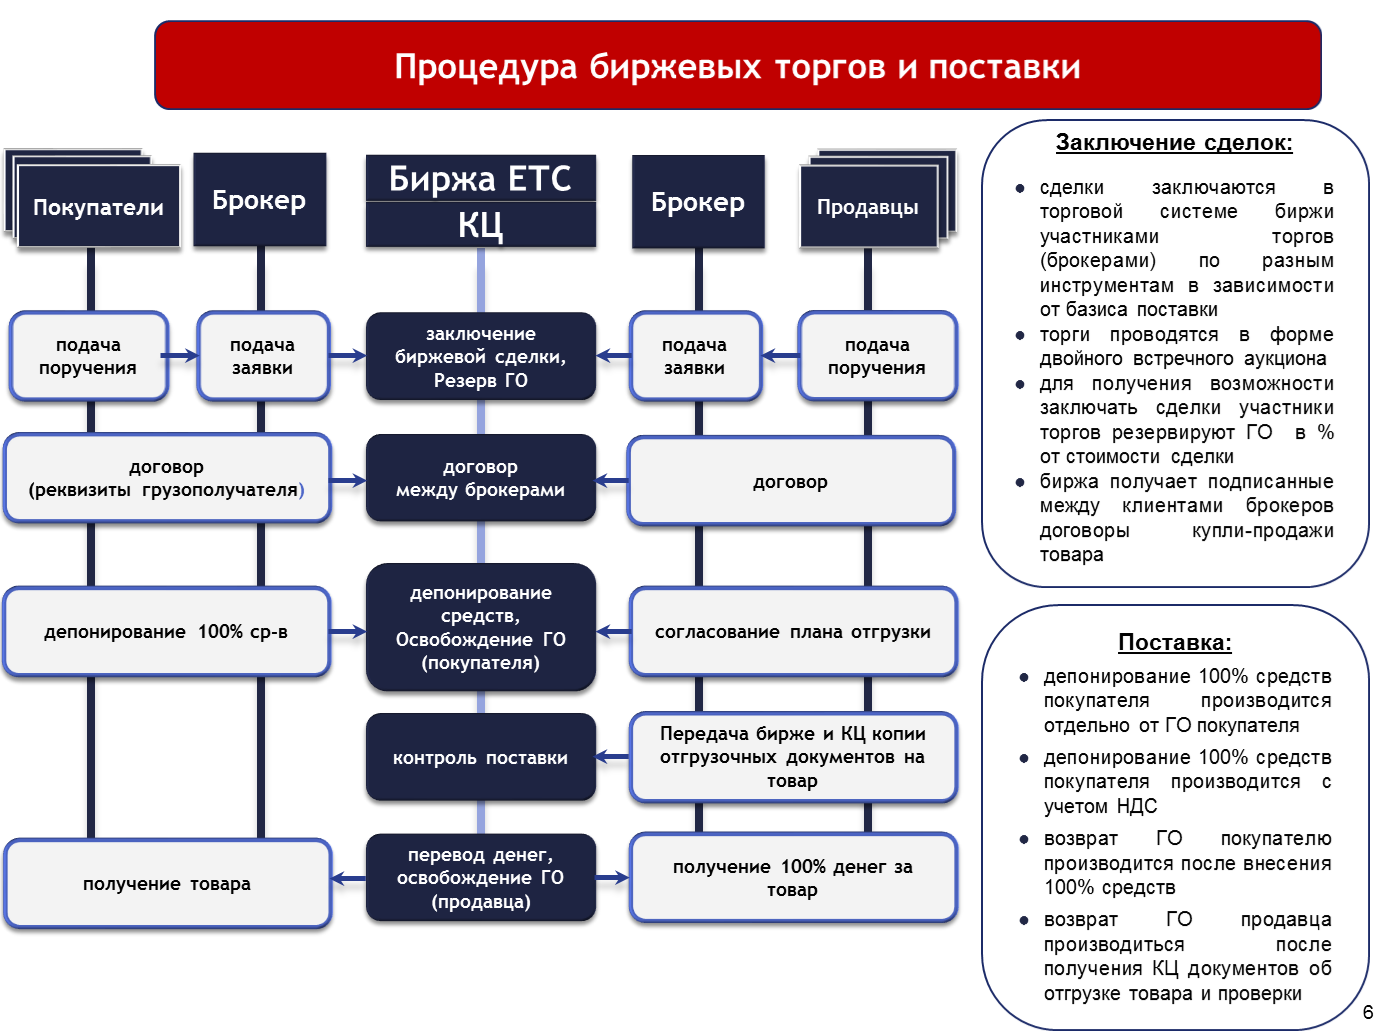 Процедура биржевых торгов и поставки
Покупатели
Брокер
Биржа ЕТС
КЦ
Брокер
Продавцы
подача
поручения
подача
заявки
заключение
биржевой сделки,
Резерв ГО
подача
заявки
подача
поручения
договор
(реквизиты грузополучателя)
договор
между брокерами
договор
депонирование 100% ср-в
депонирование
средств,
Освобождение ГО
(покупателя)
согласование плана отгрузки
контроль поставки
Передача бирже и КЦ копии
отгрузочных документов на
товар
получение товара
перевод денег,
освобождение ГО
(продавца)
получение 100% денег за
товар
Заключение сделок:
● сделки заключаются в
торговой системе биржи
участниками торгов
(брокерами) по разным
инструментам в зависимости
от базиса поставки
● торги проводятся в форме
двойного встречного аукциона
● для получения возможности
заключать сделки участники
торгов резервируют ГО в %
от стоимости сделки
● биржа получает подписанные
между клиентами брокеров
договоры купли-продажи
товара
Поставка:
● депонирование 100% средств
покупателя производится
отдельно от ГО покупателя
● депонирование 100% средств
покупателя производится с
учетом НДС
● возврат ГО покупателю
производится после внесения
100% средств
● возврат ГО продавца
производиться после
получения КЦ документов об
отгрузке товара и проверки
6